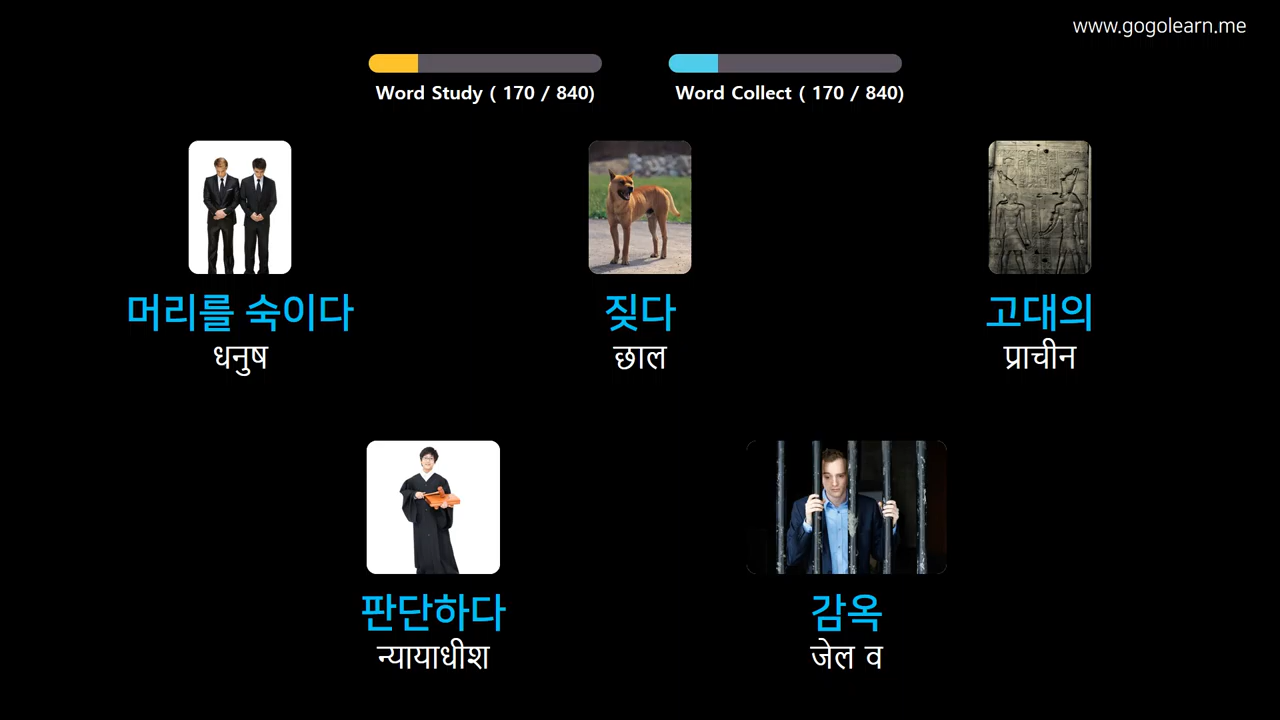 www.gogolearn.me
Word Study ( 170 / 840)
Word Collect ( 170 / 840)
머리를 숙이다
धनुष
짖다
छाल
고대의
प्राचीन
판단하다
न्यायाधीश
감옥
जेल व